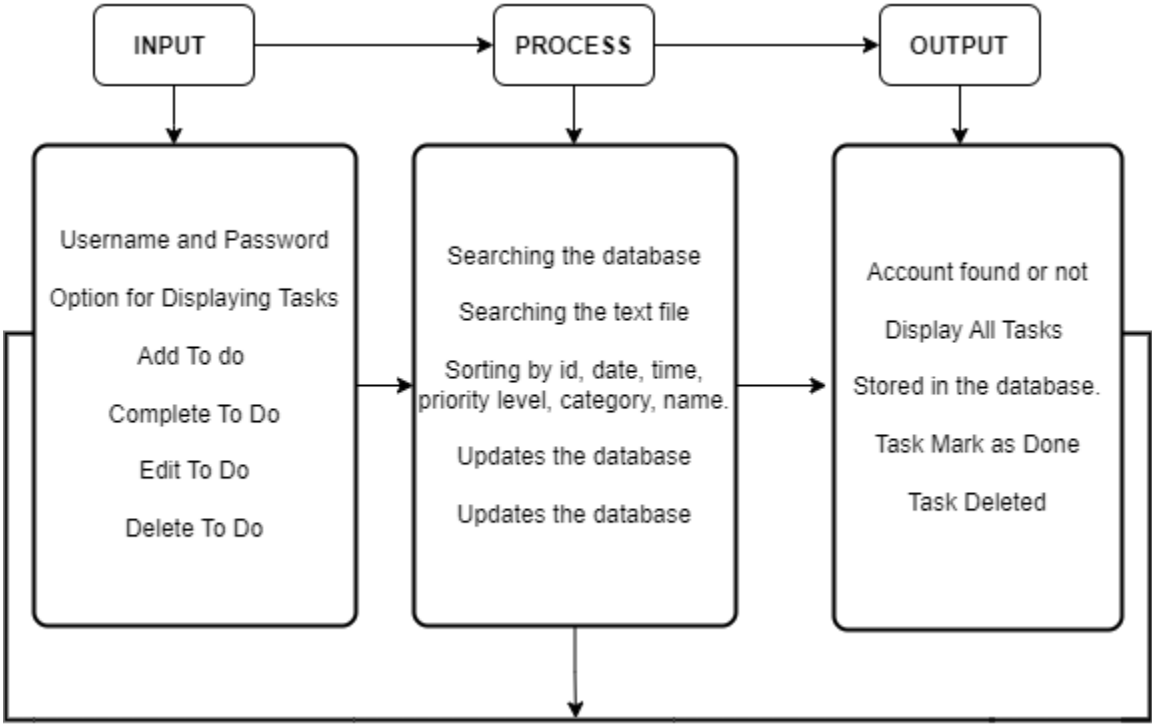 INPUT
PROCESS
OUTPUT
Username and Password
Option for Displaying Tasks
Add To do
Complete To Do
Edit To Do
Delete To Do
Searching the database
Searching the text file
Sorting by id, date, time,
priority level, category, name.
Updates the database
Updates the database
Account found or not
Display All Tasks
Stored in the database.
Task Mark as Done
Task Deleted